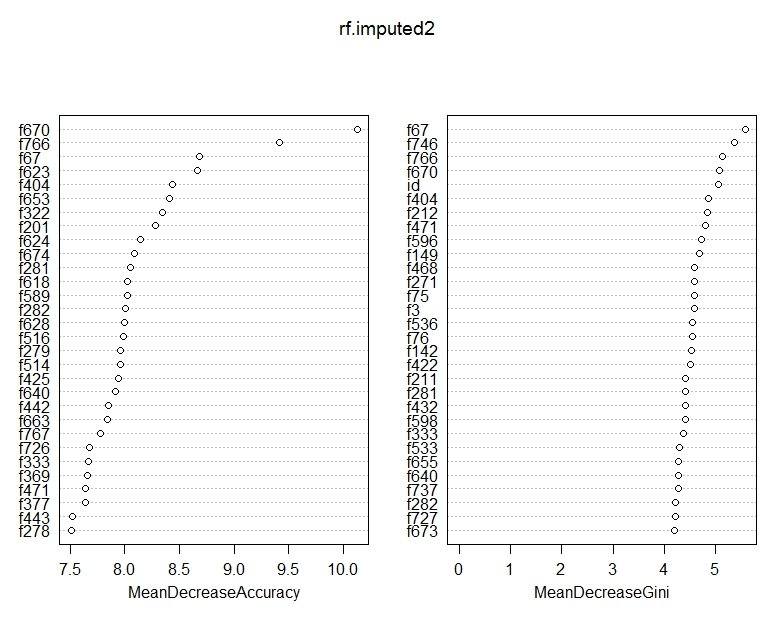 rf.imputed2
f670
f766
f67
f623
f404
f653
f322
f201
f624
f674
f281
f618
f589
f282
f628
f516
f279
f514
f425
f640
f442
f663
f767
f726
f333
f369
f471
f377
f443
f278
7.5 8.0 8.5 9.0 9.5 10.0
MeanDecreaseAccuracy
f67
f746
f766
f670
id
f404
f212
f471
f596
f149
f468
f271
f75
f3
f536
f76
f142
f422
f211
f281
f432
f598
f333
f533
f655
f640
f737
f282
f727
f673
0 1 2 3 4 5
MeanDecreaseGini